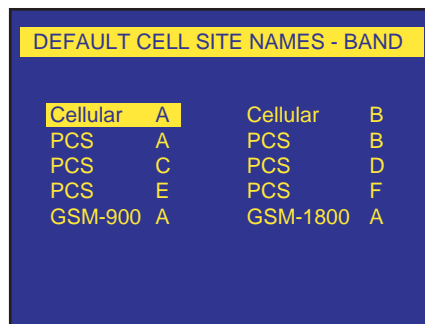 DEFAULT CELL SITE NAMES - BAND
Cellular A Cellular B
PCS A PCS B
PCS C PCS D
PCS E PCS F
GSM-900 A GSM-1800 A